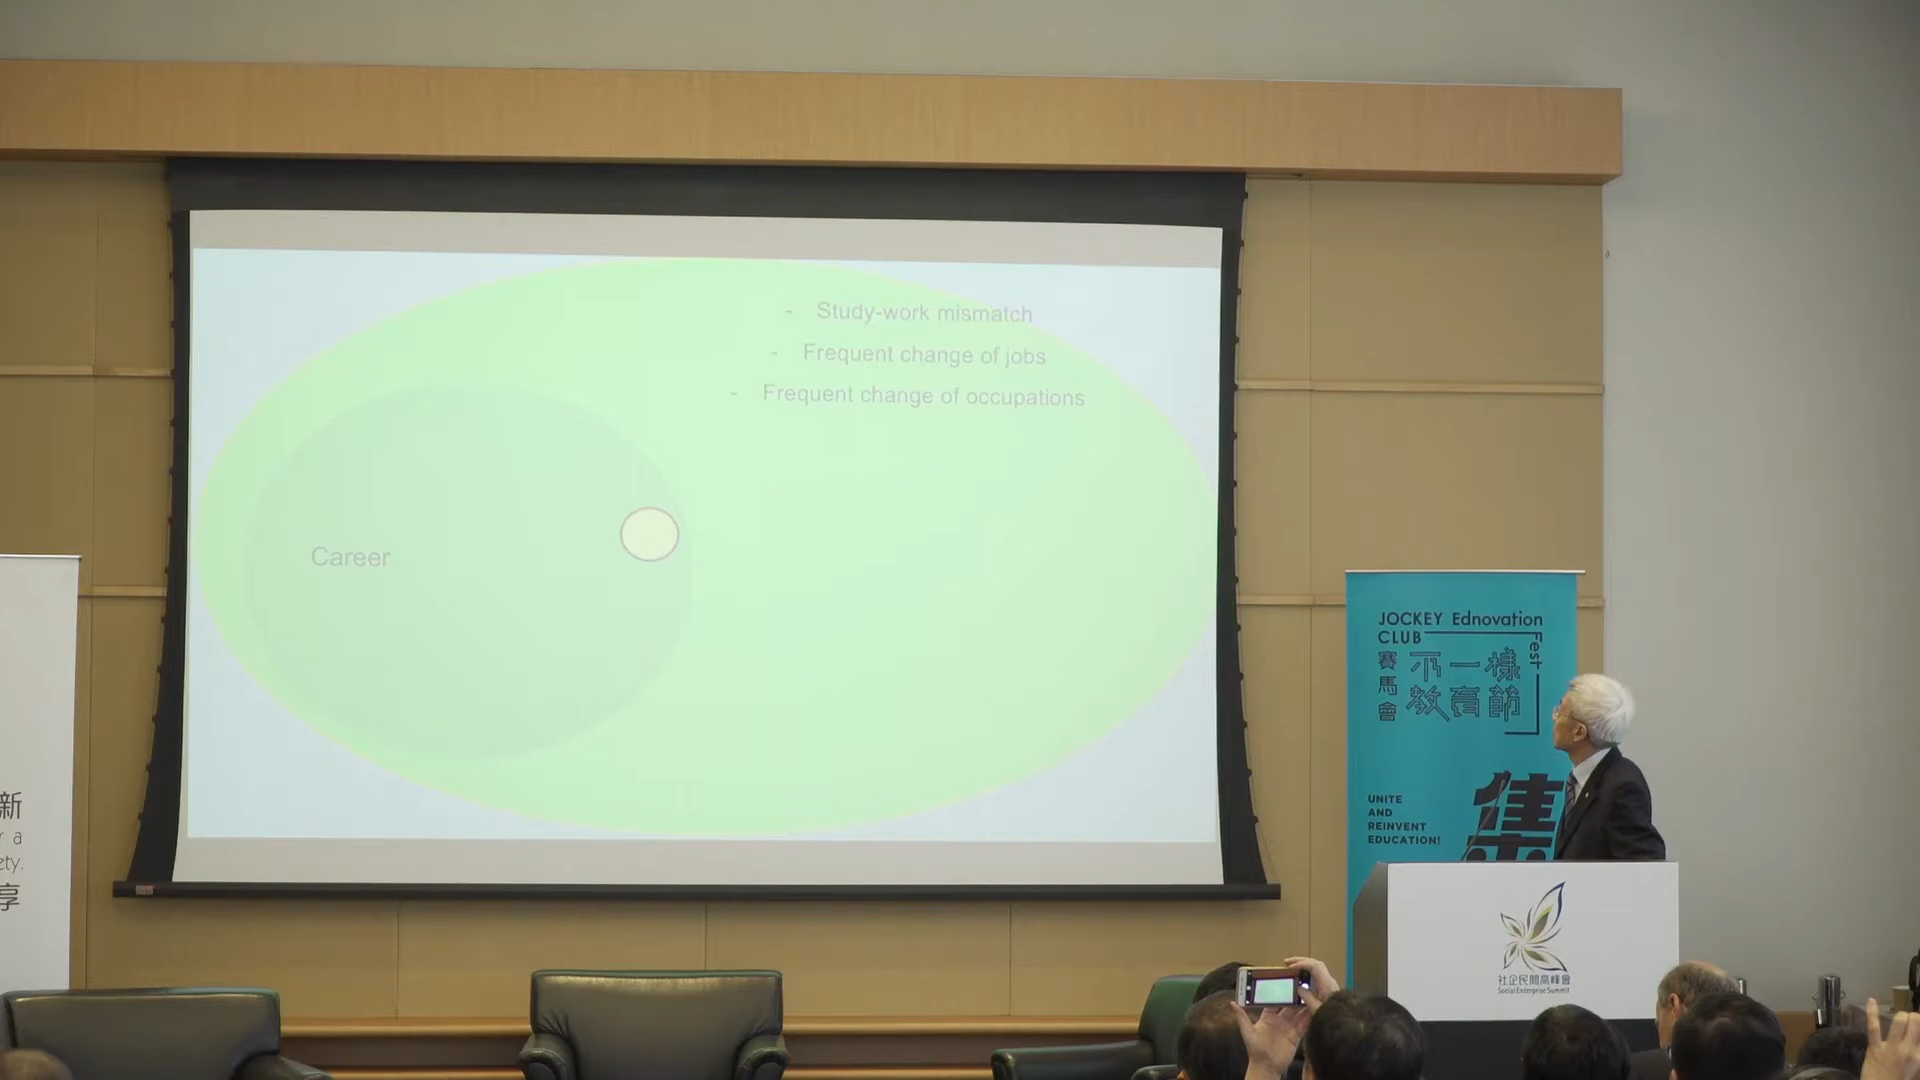 - Study-work mismatch
- Frequent change of jobs
- Frequent change of occupations
Career
新
r a
ety.
享
JOCKEY Ednovation
CLUB
Fest
賽馬會
不一樣
教育節
UNITE
AND
REINVENT
EDUCATION!
集
社企民間高峰會
Social Enterprise Summit